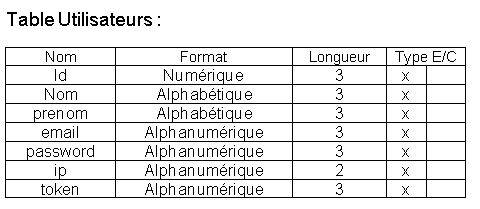 Table Utilisateurs :
Nom Format Longueur Type E/C
Id Numérique 3 x
Nom Alphabétique 3 x
prenom Alphabétique 3 x
email Alphanumérique 3 x
password Alphanumérique 3 x
ip Alphanumérique 2 x
token Alphanumérique 3 x